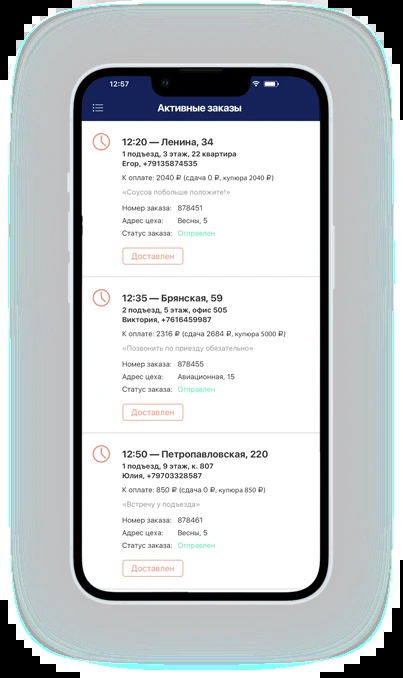 12:57
Активные заказы
12:20 — Ленина, 34
1 подъезд, 3 этаж, 22 квартира
Егор, +79135874535
К оплате: 2040 ₽ (сдача 0 ₽, купюра 2040 ₽)
«Соусов побольше положите!»
Номер заказа: 878451
Адрес цеха: Весны, 5
Статус заказа: Отправлен
Доставлен
12:35 — Брянская, 59
2 подъезд, 5 этаж, офис 505
Виктория, +7616459987
К оплате: 2316 ₽ (сдача 2684 ₽, купюра 5000 ₽)
«Позвонить по приезду обязательно»
Номер заказа: 878455
Адрес цеха: Авиационная, 15
Статус заказа: Отправлен
Доставлен
12:50 — Петропавловская, 220
1 подъезд, 9 этаж, к. 807
Юлия, +79703328587
К оплате: 850 ₽ (сдача 0 ₽, купюра 850 ₽)
«Встречу у подъезда»
Номер заказа: 878461
Адрес цеха: Весны, 5
Статус заказа: Отправлен
Доставлен